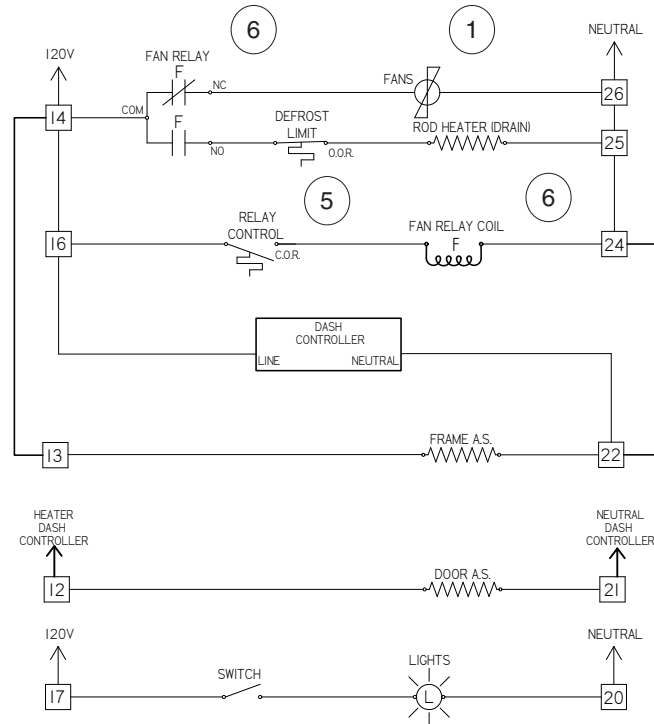 6
1
NEUTRAL
120V
FAN RELAY
F
NC
FANS
26
14
COM
F
NO
DEFROST
LIMIT
O.O.R.
ROD HEATER (DRAIN)
25
5
6
16
RELAY
CONTROL
C.O.R.
FAN RELAY COIL
F
24
DASH
CONTROLLER
LINE
NEUTRAL
13
FRAME A.S.
22
HEATER
DASH
CONTROLLER
NEUTRAL
DASH
CONTROLLER
12
DOOR A.S.
21
120V
NEUTRAL
17
SWITCH
LIGHTS
L
20